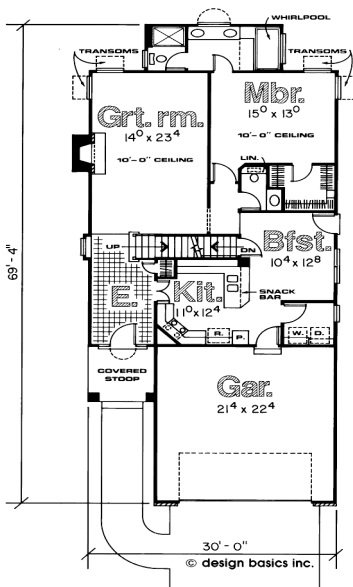 WHIRLPOOL
TRANSOMS
TRANSOMS
Mbr.
15⁰ x 13⁰
10'-0" CEILING
Grt. rm.
14⁰ x 23⁴
10'-0" CEILING
LIN.
UP
DN
Bfst.
10⁴ x 12⁸
E.
Kit.
11⁰ x 12⁴
SNACK
BAR
R.
P.
W.
D.
COVERED
STOOP
Gar.
21⁴ x 22⁴
69'-4"
30'-0"
© design basics inc.